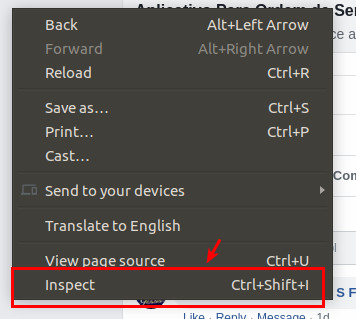 Aplicativo Para Ordem de Ser
Back Alt+Left Arrow
Forward Alt+Right Arrow
Reload Ctrl+R
Save as... Ctrl+S
Print... Ctrl+P
Cast...
Com
Send to your devices
Translate to English
View page source Ctrl+U
Inspect Ctrl+Shift+I
S F
Like · Reply · Message · 1d